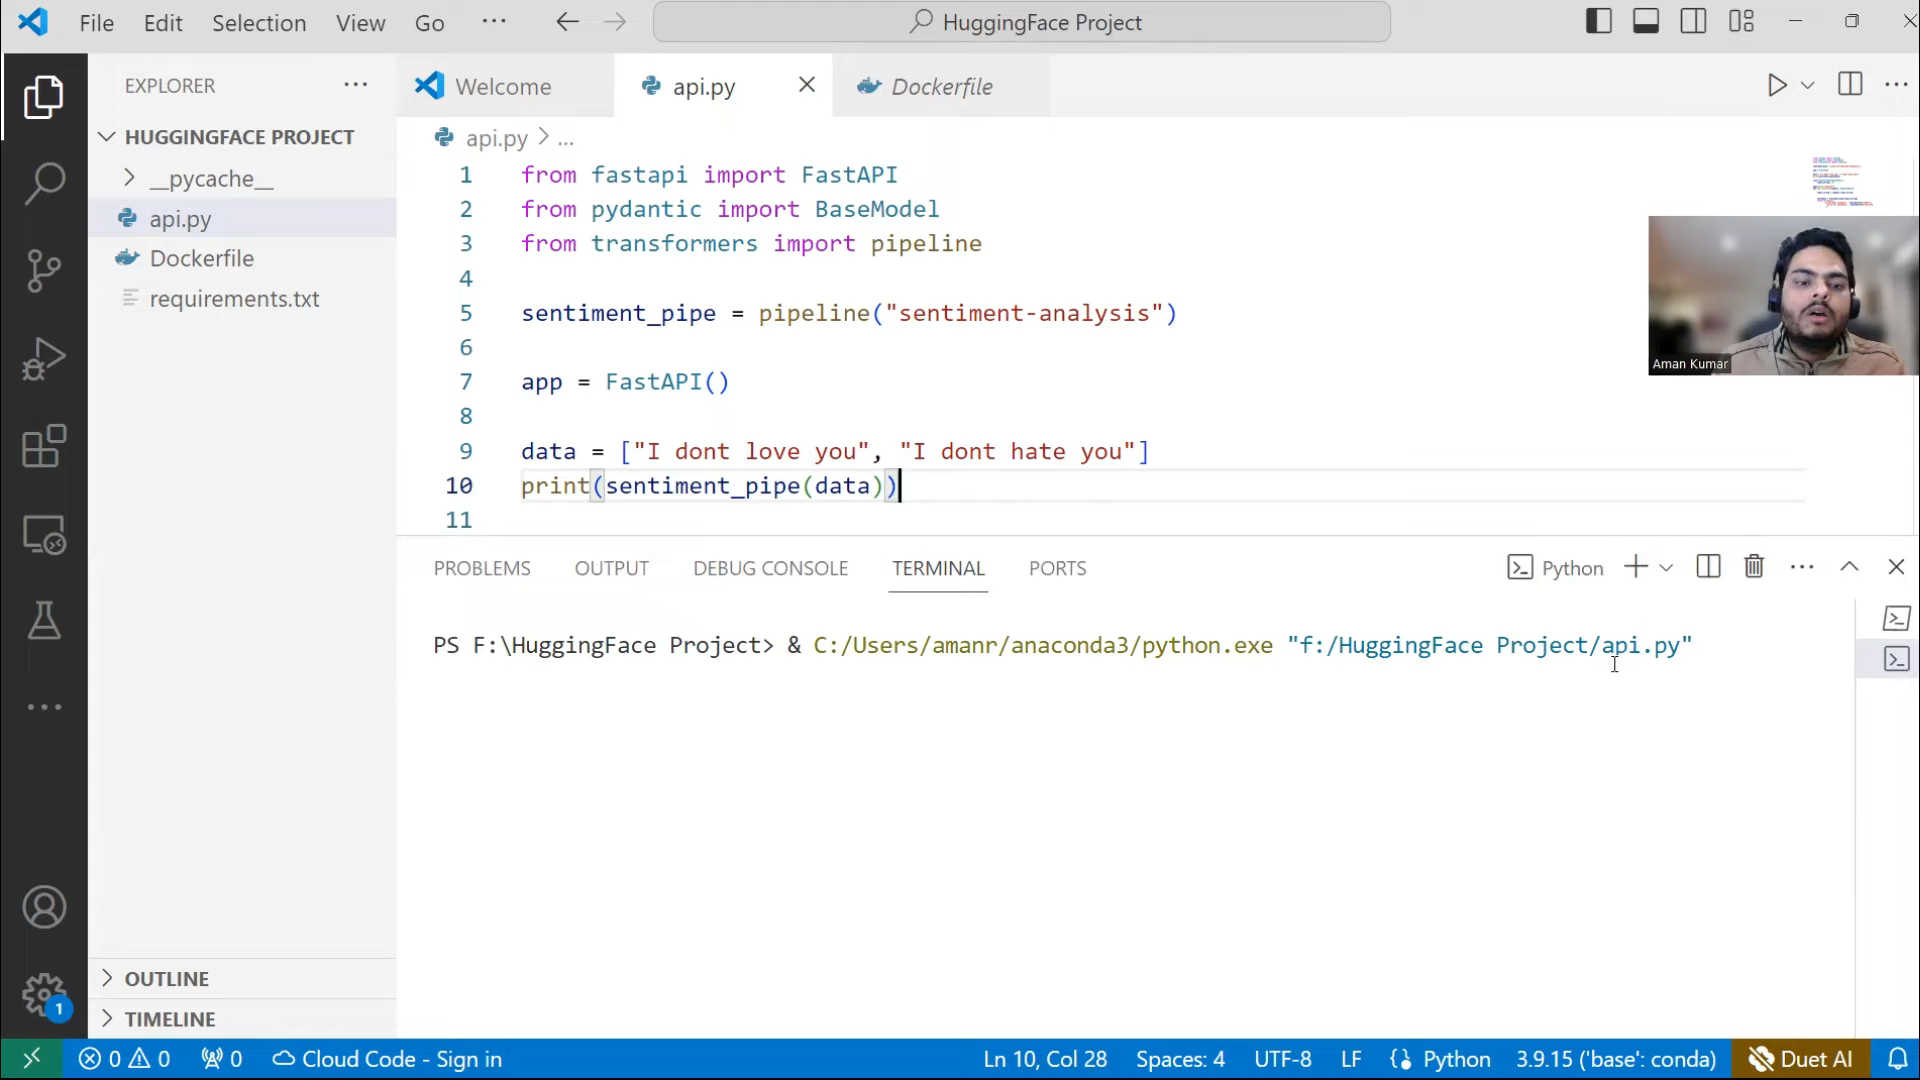 File Edit Selection View Go ··· HuggingFace Project
EXPLORER ···
Welcome api.py Dockerfile
HUGGINGFACE PROJECT
api.py > ...
__pycache__
api.py
Dockerfile
requirements.txt
1 from fastapi import FastAPI
2 from pydantic import BaseModel
3 from transformers import pipeline
4
5 sentiment_pipe = pipeline("sentiment-analysis")
6
7 app = FastAPI()
8
9 data = ["I dont love you", "I dont hate you"]
10 print(sentiment_pipe(data))
11
Aman Kumar
PROBLEMS OUTPUT DEBUG CONSOLE TERMINAL PORTS Python
PS F:\HuggingFace Project> & C:/Users/amanr/anaconda3/python.exe "f:/HuggingFace Project/api.py"
OUTLINE
1
TIMELINE
0 0 0 Cloud Code - Sign in Ln 10, Col 28 Spaces: 4 UTF-8 LF Python 3.9.15 ('base': conda) Duet AI